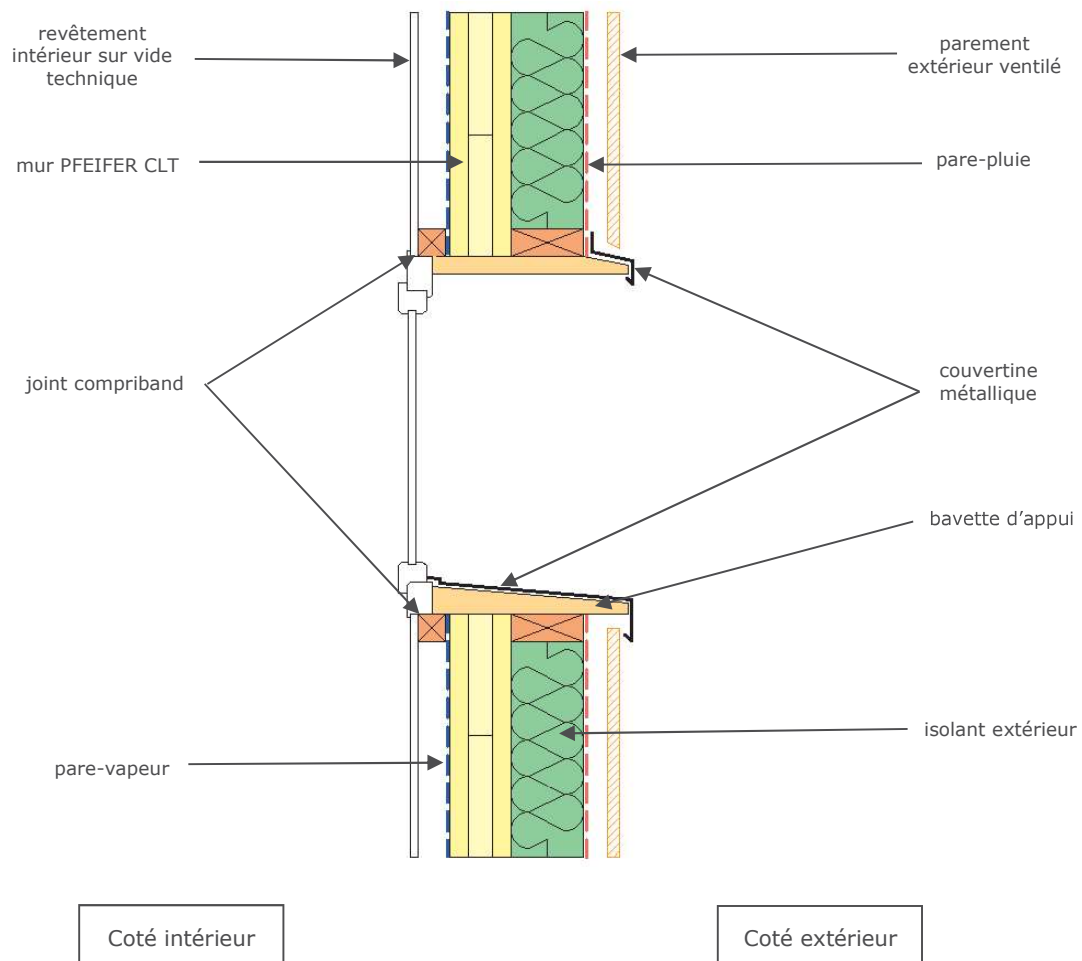 revêtement
intérieur sur vide
technique
parement
extérieur ventilé
mur PFEIFER CLT
pare-pluie
joint compriband
couvertine
métallique
bavette d'appui
isolant extérieur
pare-vapeur
Coté intérieur
Coté extérieur